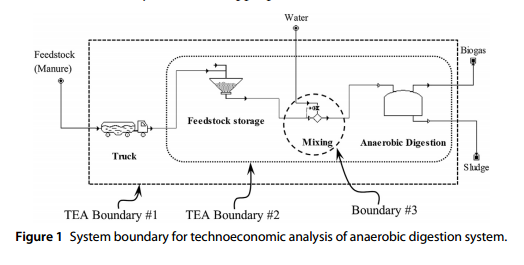 Water
Feedstock
(Manure)
Biogas
Feedstock storage
Mixing
Anaerobic Digestion
Truck
Sludge
TEA Boundary #1
TEA Boundary #2
Boundary #3
Figure 1 System boundary for technoeconomic analysis of anaerobic digestion system.